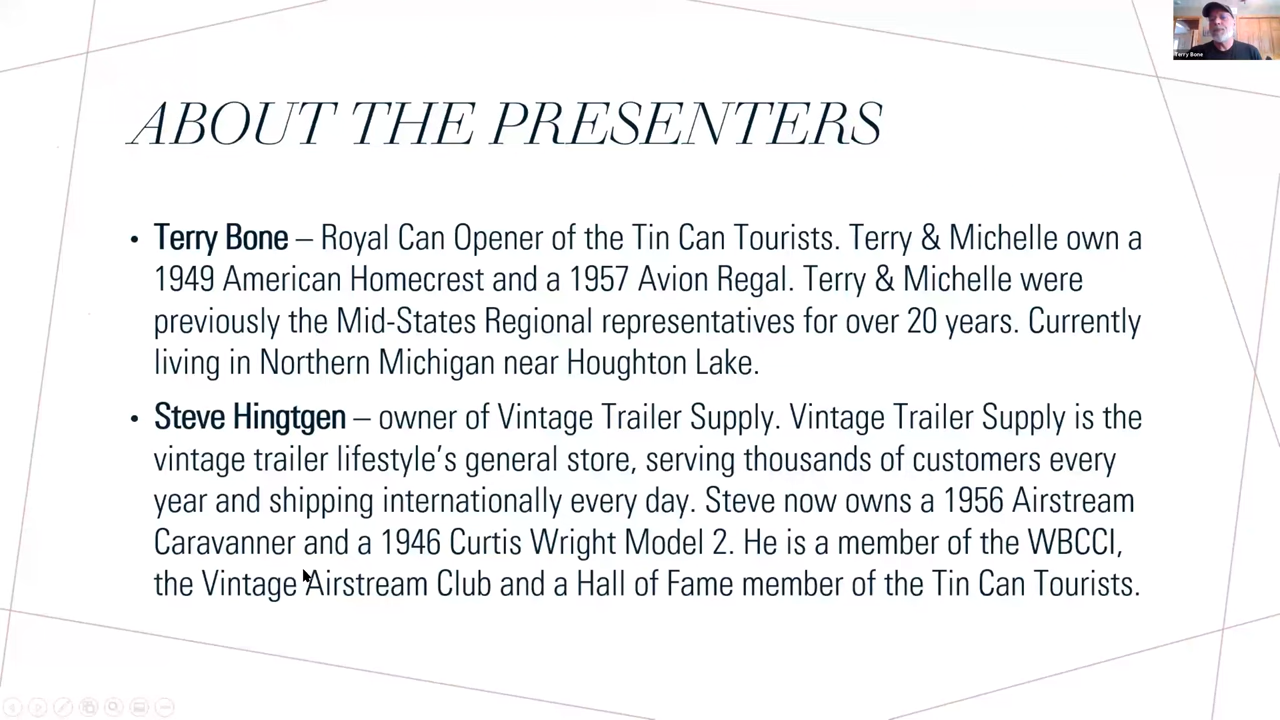 Terry Bone
ABOUT THE PRESENTERS
• Terry Bone – Royal Can Opener of the Tin Can Tourists. Terry & Michelle own a
1949 American Homecrest and a 1957 Avion Regal. Terry & Michelle were
previously the Mid-States Regional representatives for over 20 years. Currently
living in Northern Michigan near Houghton Lake.
• Steve Hingtgen – owner of Vintage Trailer Supply. Vintage Trailer Supply is the
vintage trailer lifestyle’s general store, serving thousands of customers every
year and shipping internationally every day. Steve now owns a 1956 Airstream
Caravanner and a 1946 Curtis Wright Model 2. He is a member of the WBCCI,
the Vintage Airstream Club and a Hall of Fame member of the Tin Can Tourists.